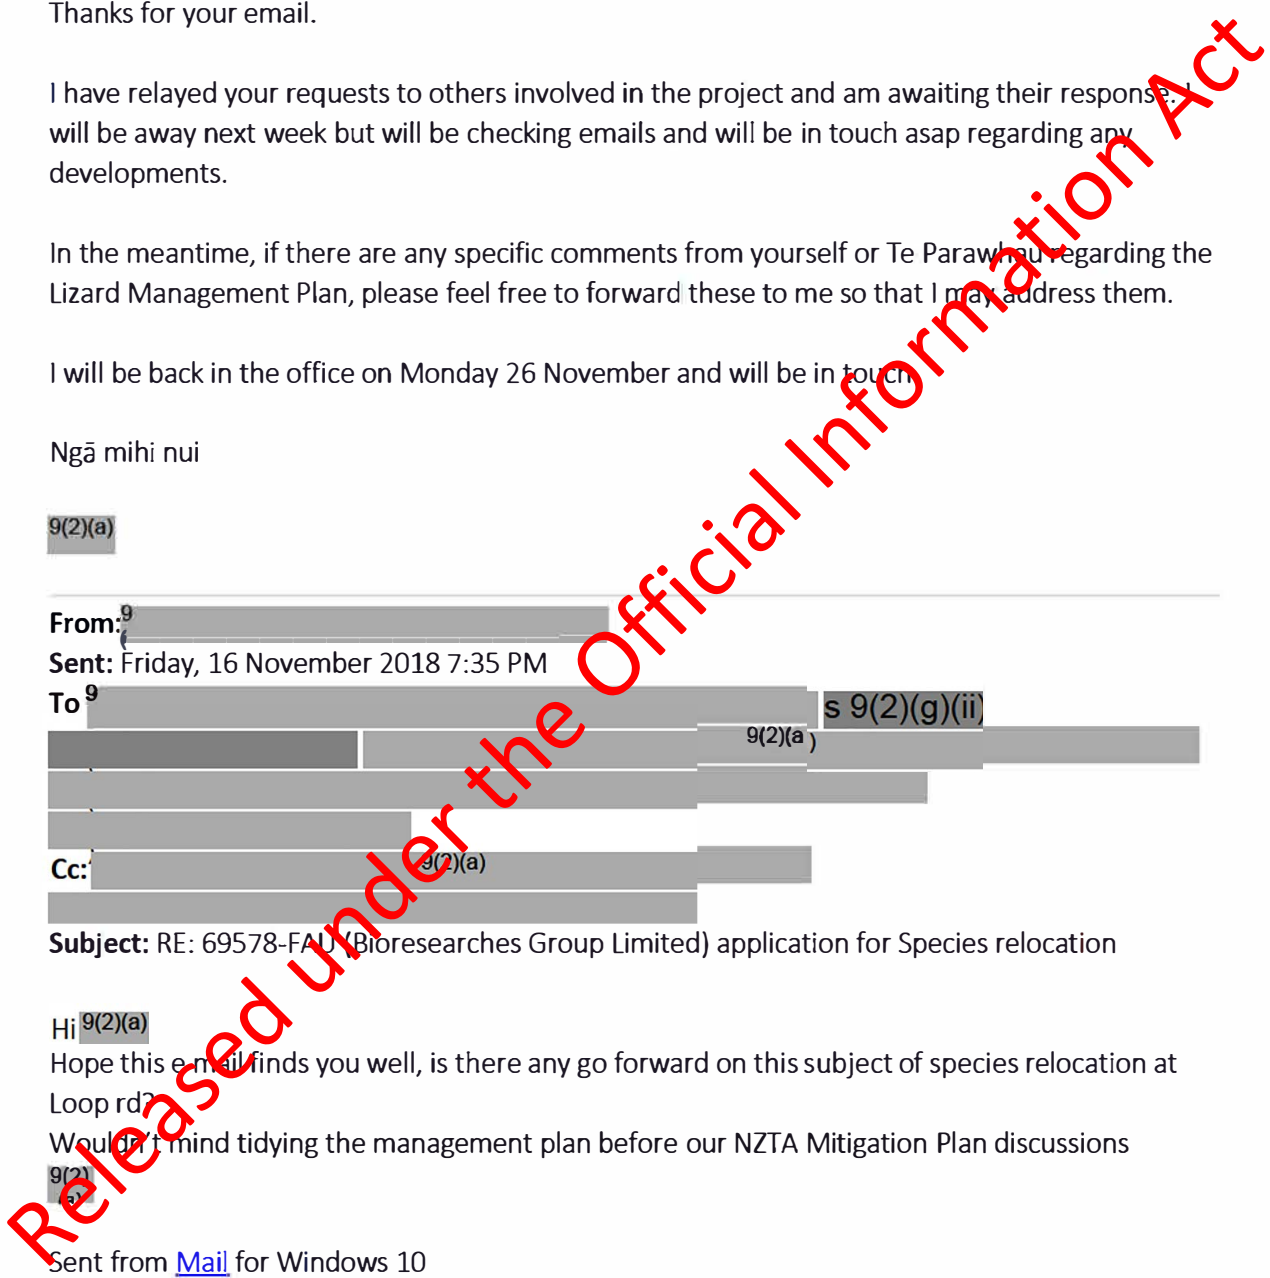 Thanks for your email.
I have relayed your requests to others involved in the project and am awaiting their response. I
will be away next week but will be checking emails and will be in touch asap regarding any
developments.
In the meantime, if there are any specific comments from yourself or Te Parawhau regarding the
Lizard Management Plan, please feel free to forward these to me so that I may address them.
I will be back in the office on Monday 26 November and will be in touch
Ngā mihi nui
9(2)(a)
From: 9
Sent: Friday, 16 November 2018 7:35 PM
To 9 s 9(2)(g)(ii)
9(2)(a)
Cc: 9(2)(a)
Subject: RE: 69578-FAU (Bioresearches Group Limited) application for Species relocation
Hi 9(2)(a)
Hope this e-mail finds you well, is there any go forward on this subject of species relocation at
Loop rd?
Wouldn't mind tidying the management plan before our NZTA Mitigation Plan discussions
9(2)
(a)
Sent from Mail for Windows 10
Released under the Official Information Act